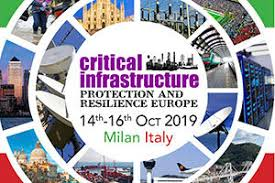 critical
infrastructure
PROTECTION AND
RESILIENCE EUROPE
14th-16th OCT 2019
Milan Italy